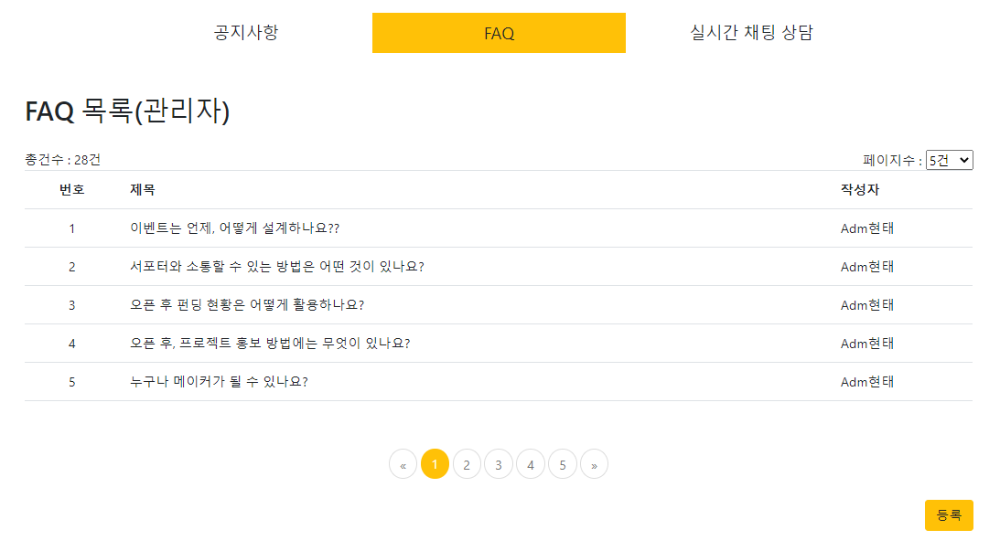 공지사항 FAQ 실시간 채팅 상담
FAQ 목록(관리자)
총건수 : 28건 페이지수 : 5건
번호 제목 작성자
1 이벤트는 언제, 어떻게 설계하나요?? Adm현태
2 서포터와 소통할 수 있는 방법은 어떤 것이 있나요? Adm현태
3 오픈 후 펀딩 현황은 어떻게 활용하나요? Adm현태
4 오픈 후, 프로젝트 홍보 방법에는 무엇이 있나요? Adm현태
5 누구나 메이커가 될 수 있나요? Adm현태
« 1 2 3 4 5 »
등록